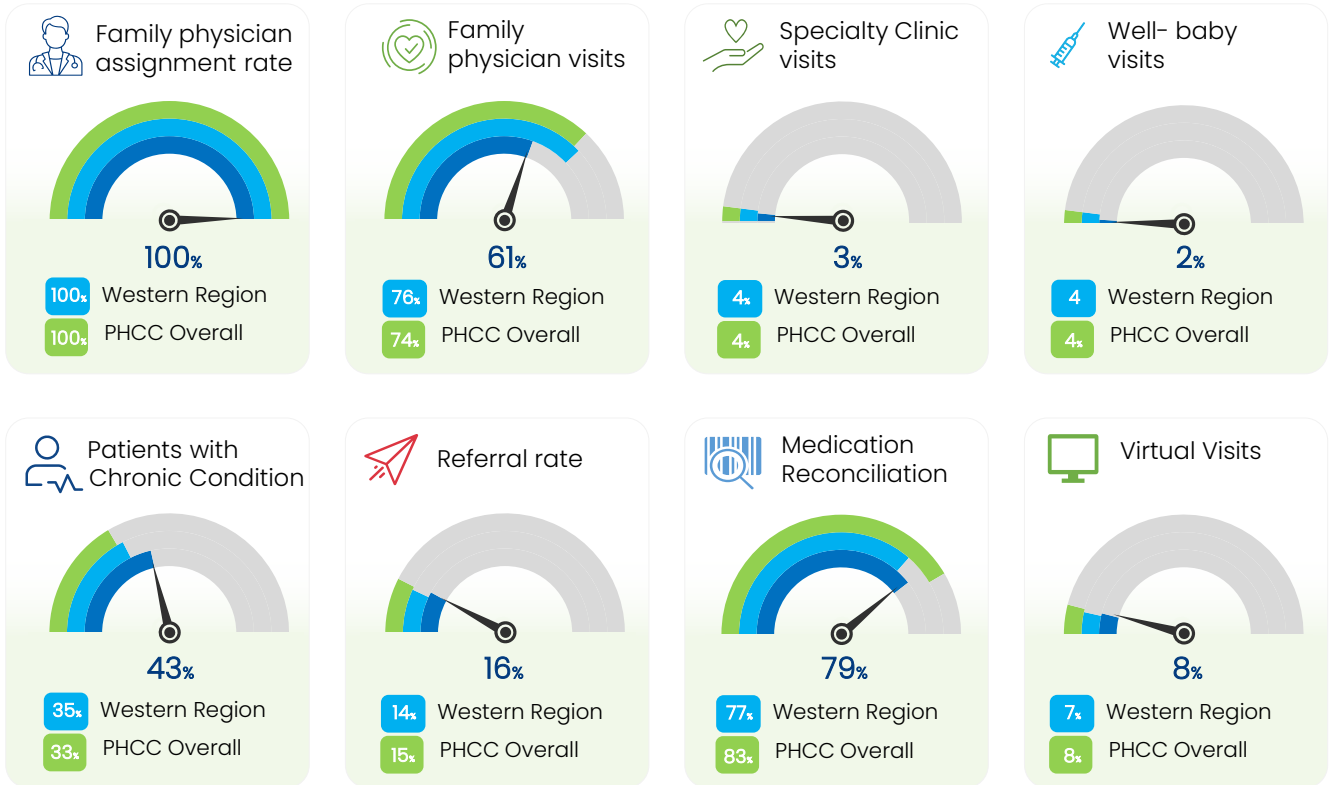 Family physician
assignment rate
100%
100% Western Region
100% PHCC Overall
Family
physician visits
61%
76% Western Region
74% PHCC Overall
Specialty Clinic
visits
3%
4% Western Region
4% PHCC Overall
Well- baby
visits
2%
4 Western Region
4% PHCC Overall
Patients with
Chronic Condition
43%
35% Western Region
33% PHCC Overall
Referral rate
16%
14% Western Region
15% PHCC Overall
Medication
Reconciliation
79%
77% Western Region
83% PHCC Overall
Virtual Visits
8%
7% Western Region
8% PHCC Overall